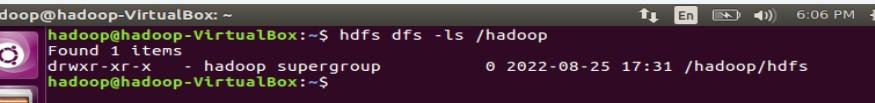 doop@hadoop-VirtualBox: ~ En 6:06 PM
hadoop@hadoop-VirtualBox:~$ hdfs dfs -ls /hadoop
Found 1 items
drwxr-xr-x   - hadoop supergroup          0 2022-08-25 17:31 /hadoop/hdfs
hadoop@hadoop-VirtualBox:~$